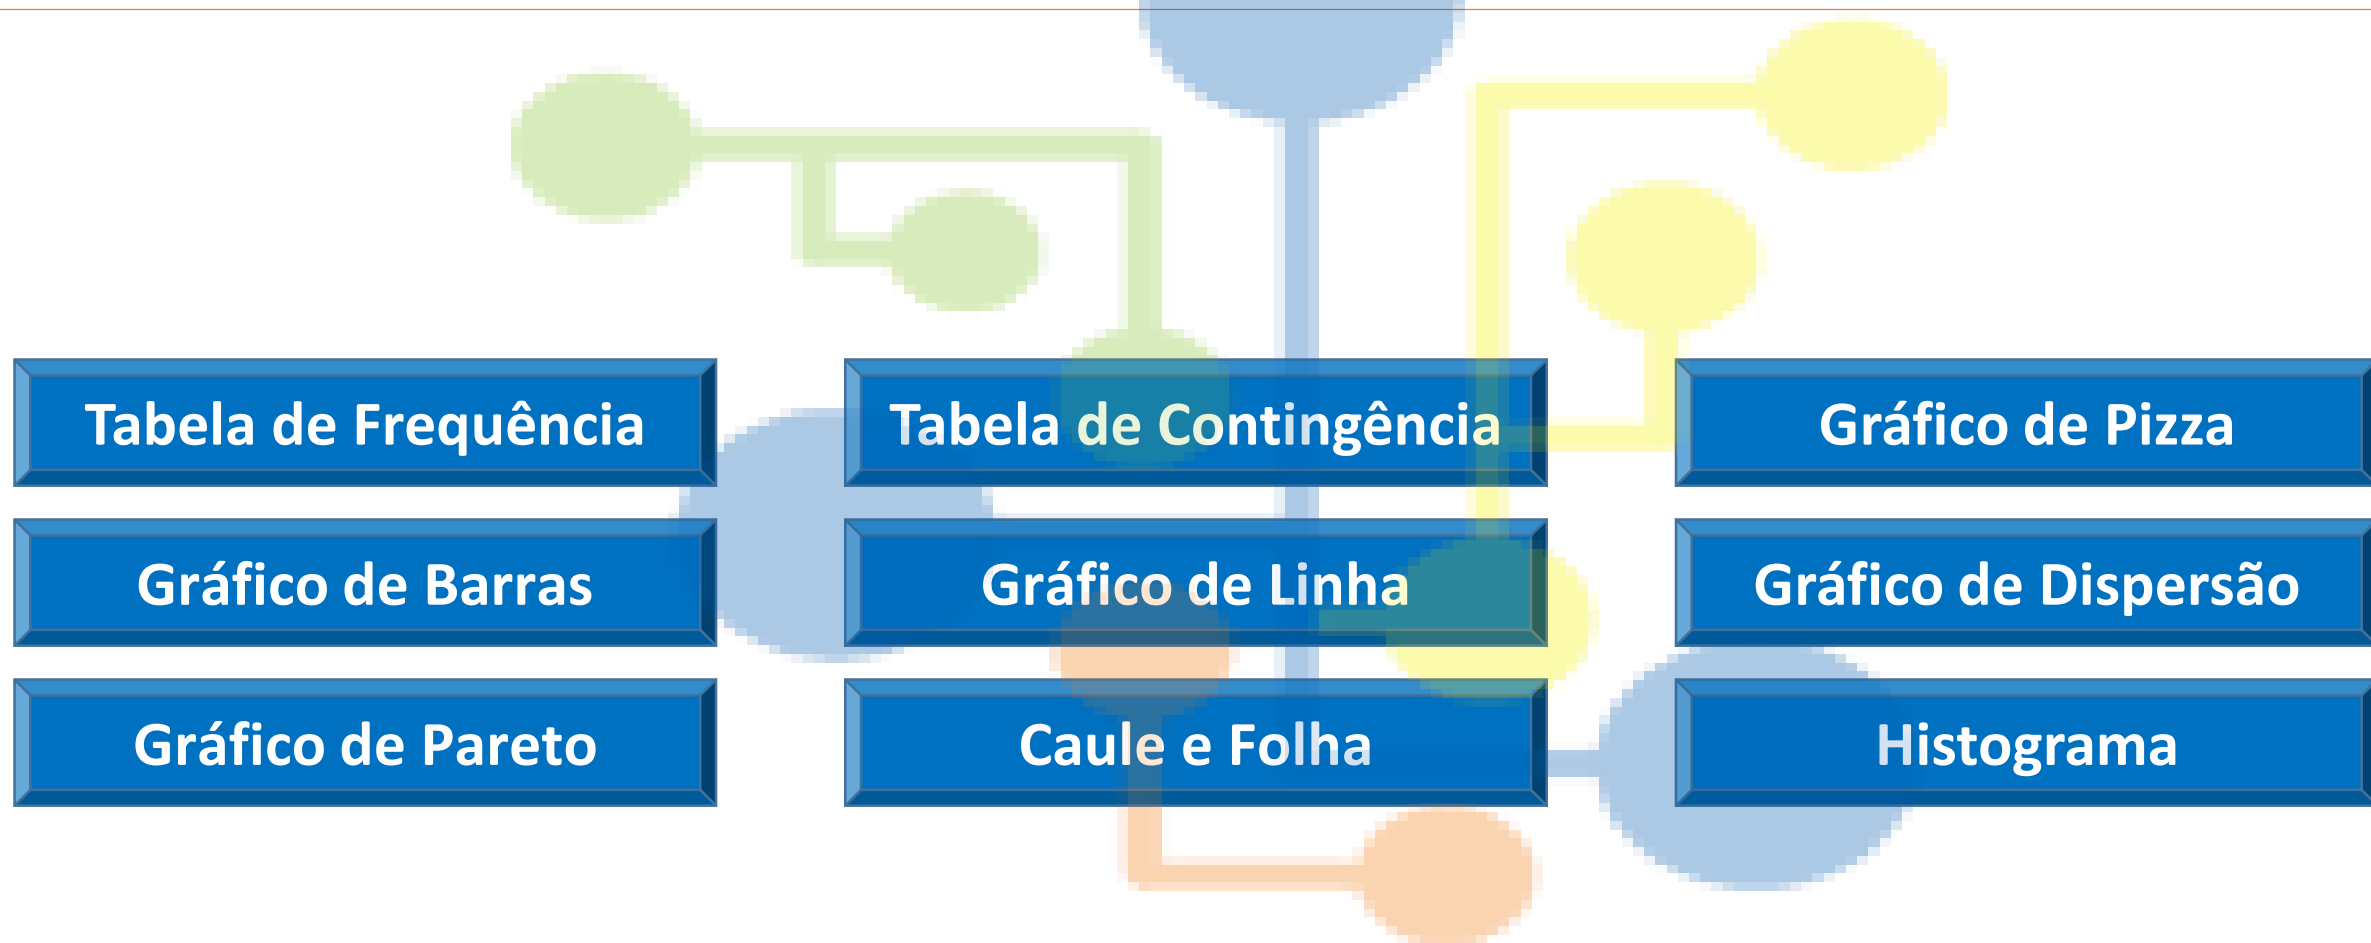 Tabela de Frequência
Tabela de Contingência
Gráfico de Pizza
Gráfico de Barras
Gráfico de Linha
Gráfico de Dispersão
Gráfico de Pareto
Caule e Folha
Histograma